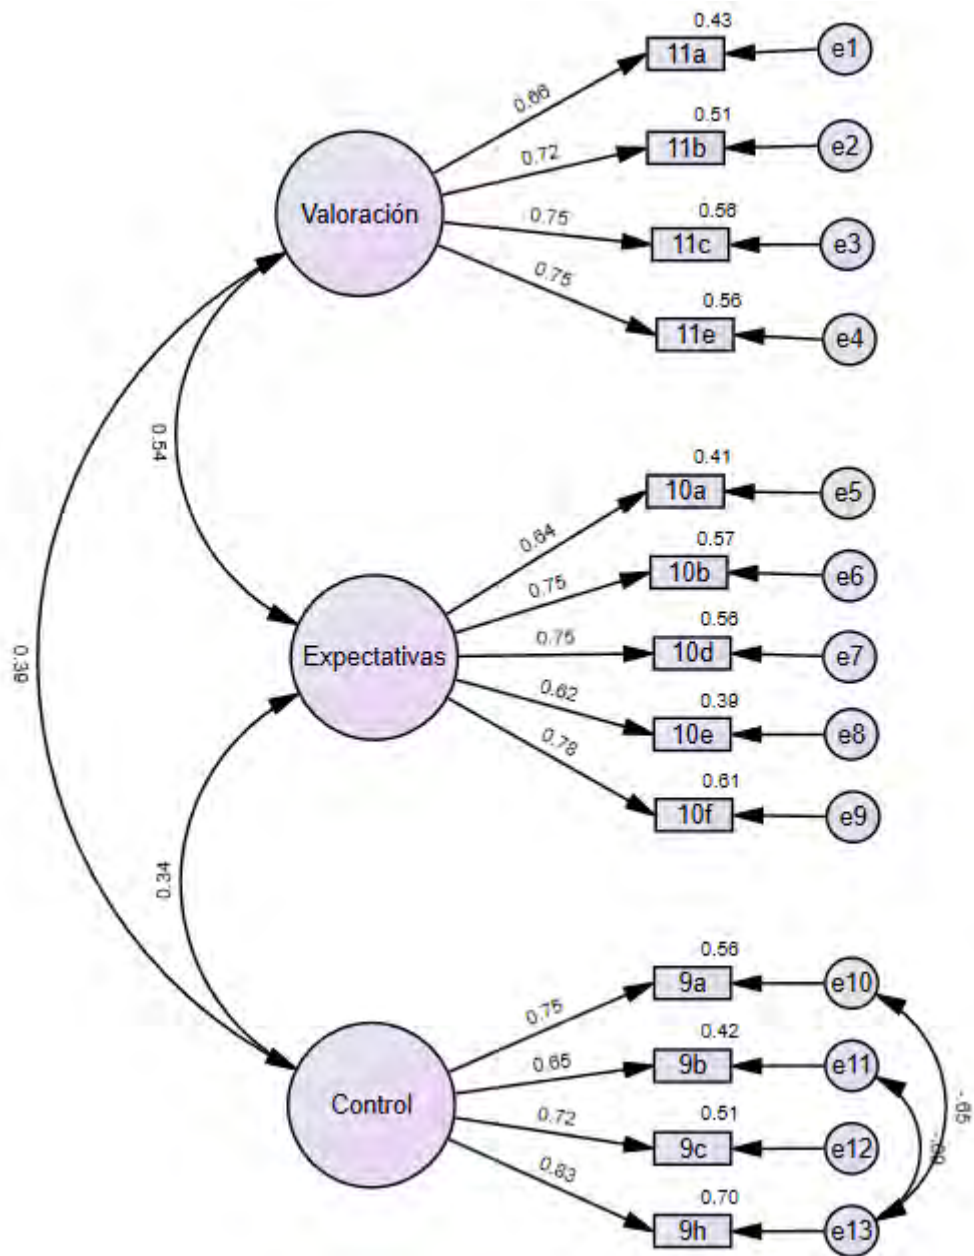 0.43
11a
e1
0.66
0.51
11b
e2
0.72
Valoración
0.56
11c
e3
0.75
0.56
11e
e4
0.75
0.54
0.39
0.41
10a
e5
0.64
0.57
10b
e6
0.75
Expectativas
0.56
10d
e7
0.75
0.39
10e
e8
0.62
0.61
10f
e9
0.78
0.34
0.56
9a
e10
0.75
0.42
9b
e11
0.65
-.65
Control
0.51
9c
e12
0.72
0.70
9h
e13
0.83